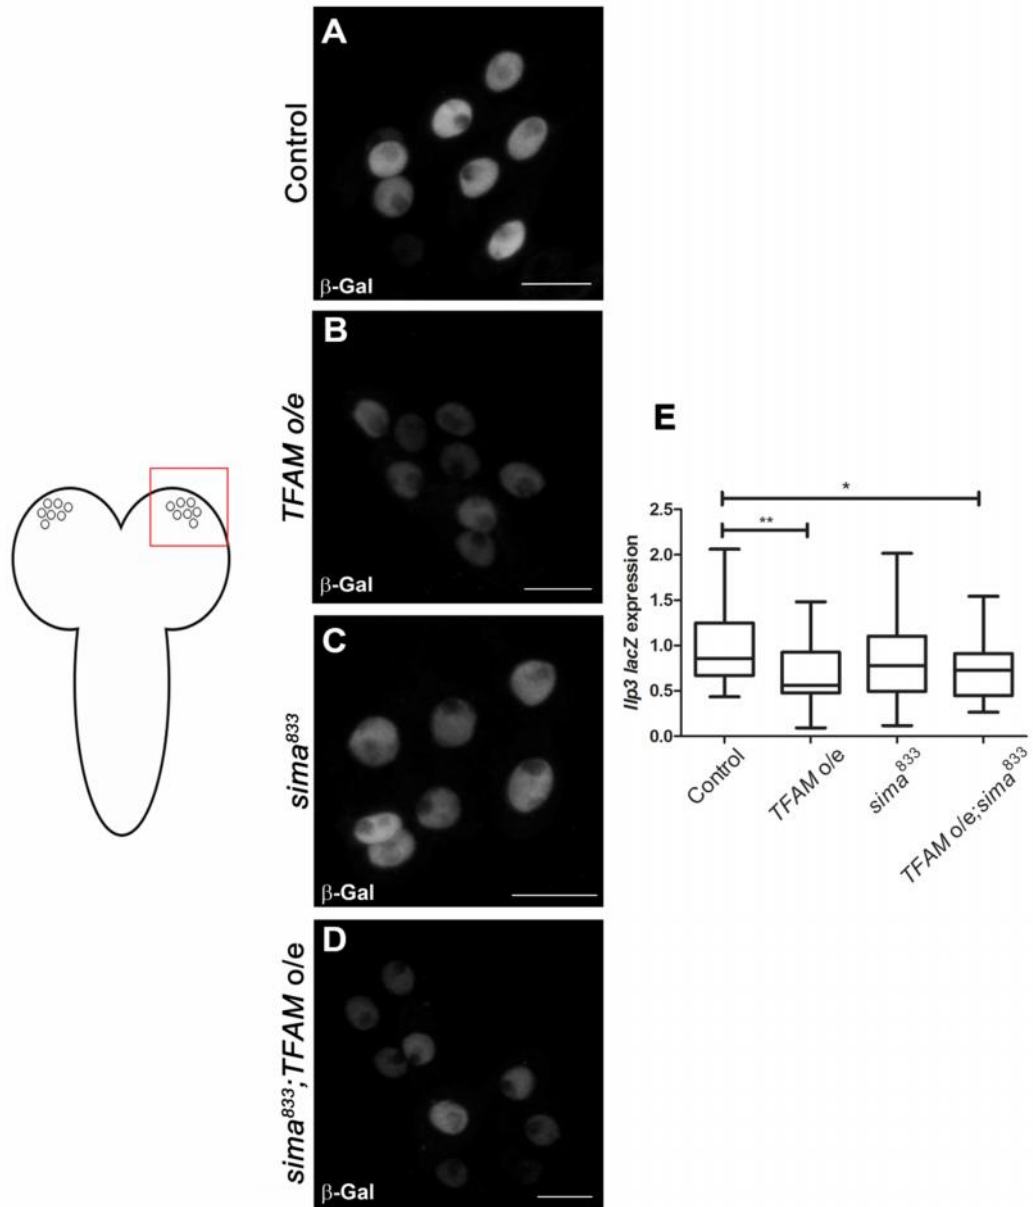 A
Control
β-Gal
B
TFAM o/e
β-Gal
C
sima833
β-Gal
D
sima833;TFAM o/e
β-Gal
E
*
**
2.5
2.0
1.5
1.0
0.5
0.0
Ilp3 lacZ expression
Control
TFAM o/e
sima833
TFAM o/e;sima833